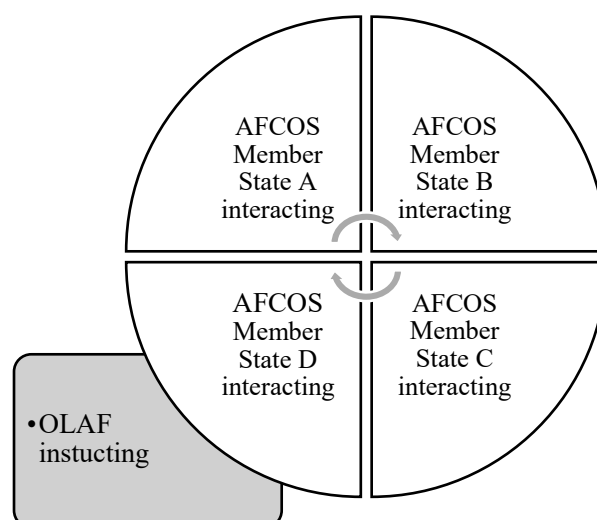 AFCOS
Member
State A
interacting
AFCOS
Member
State B
interacting
AFCOS
Member
State D
interacting
AFCOS
Member
State C
interacting
•OLAF
instucting